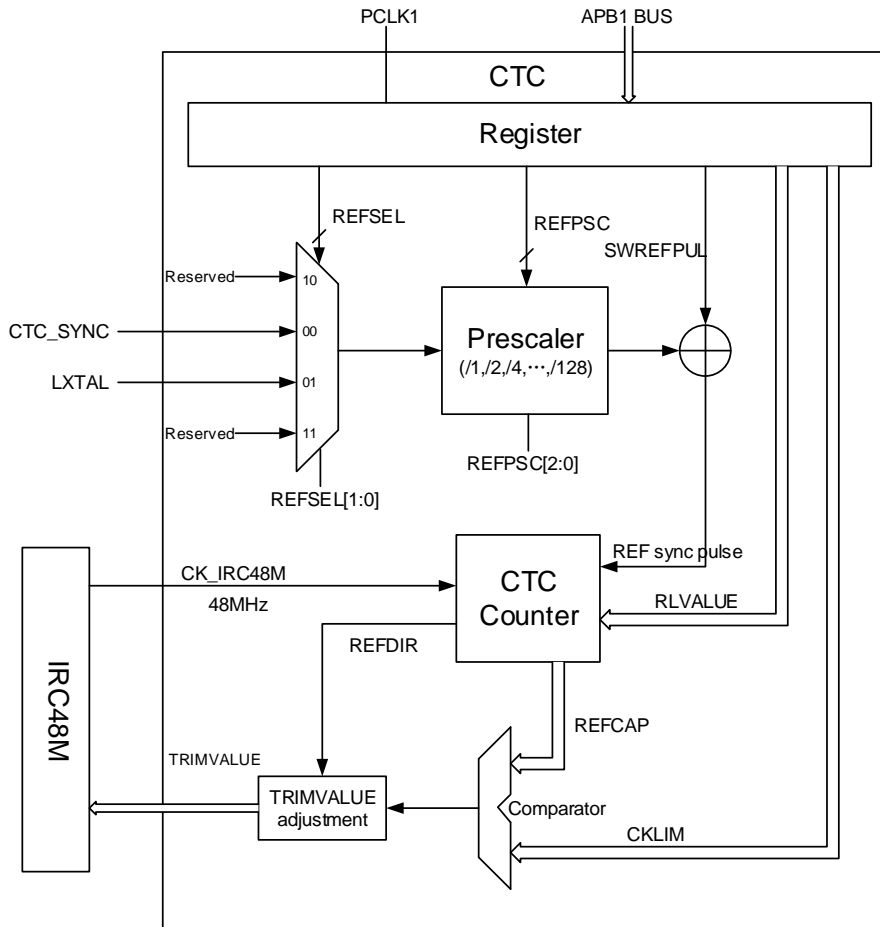 PCLK1
APB1 BUS
CTC
Register
REFSEL
REFPSC
SWREFPUL
Reserved
10
CTC_SYNC
00
Prescaler
(/1,/2,/4,⋯,/128)
LXTAL
01
Reserved
11
REFPSC[2:0]
REFSEL[1:0]
REF sync pulse
CK_IRC48M
48MHz
CTC
Counter
RLVALUE
REFDIR
IRC48M
REFCAP
TRIMVALUE
TRIMVALUE
adjustment
Comparator
CKLIM